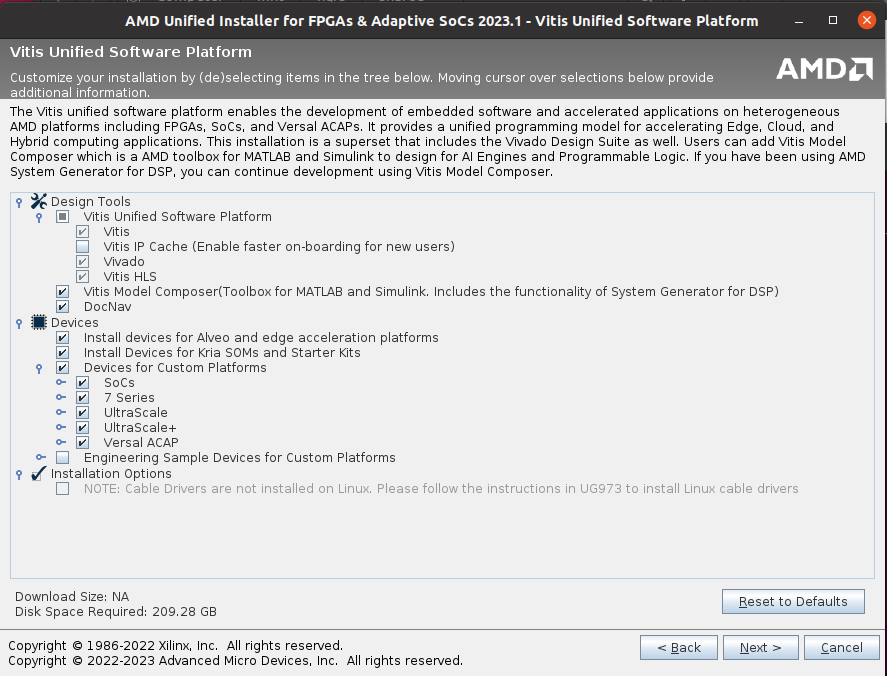 AMD Unified Installer for FPGAs & Adaptive SoCs 2023.1 - Vitis Unified Software Platform
Vitis Unified Software Platform
Customize your installation by (de)selecting items in the tree below. Moving cursor over selections below provide
additional information.
AMD
The Vitis unified software platform enables the development of embedded software and accelerated applications on heterogeneous
AMD platforms including FPGAs, SoCs, and Versal ACAPs. It provides a unified programming model for accelerating Edge, Cloud, and
Hybrid computing applications. This installation is a superset that includes the Vivado Design Suite as well. Users can add Vitis Model
Composer which is a AMD toolbox for MATLAB and Simulink to design for AI Engines and Programmable Logic. If you have been using AMD
System Generator for DSP, you can continue development using Vitis Model Composer.
Design Tools
Vitis Unified Software Platform
Vitis
Vitis IP Cache (Enable faster on-boarding for new users)
Vivado
Vitis HLS
Vitis Model Composer(Toolbox for MATLAB and Simulink. Includes the functionality of System Generator for DSP)
DocNav
Devices
Install devices for Alveo and edge acceleration platforms
Install Devices for Kria SOMs and Starter Kits
Devices for Custom Platforms
SoCs
7 Series
UltraScale
UltraScale+
Versal ACAP
Engineering Sample Devices for Custom Platforms
Installation Options
NOTE: Cable Drivers are not installed on Linux. Please follow the instructions in UG973 to install Linux cable drivers
Download Size: NA
Disk Space Required: 209.28 GB
Reset to Defaults
Copyright © 1986-2022 Xilinx, Inc.  All rights reserved.
Copyright © 2022-2023 Advanced Micro Devices, Inc.  All rights reserved.
< Back
Next >
Cancel